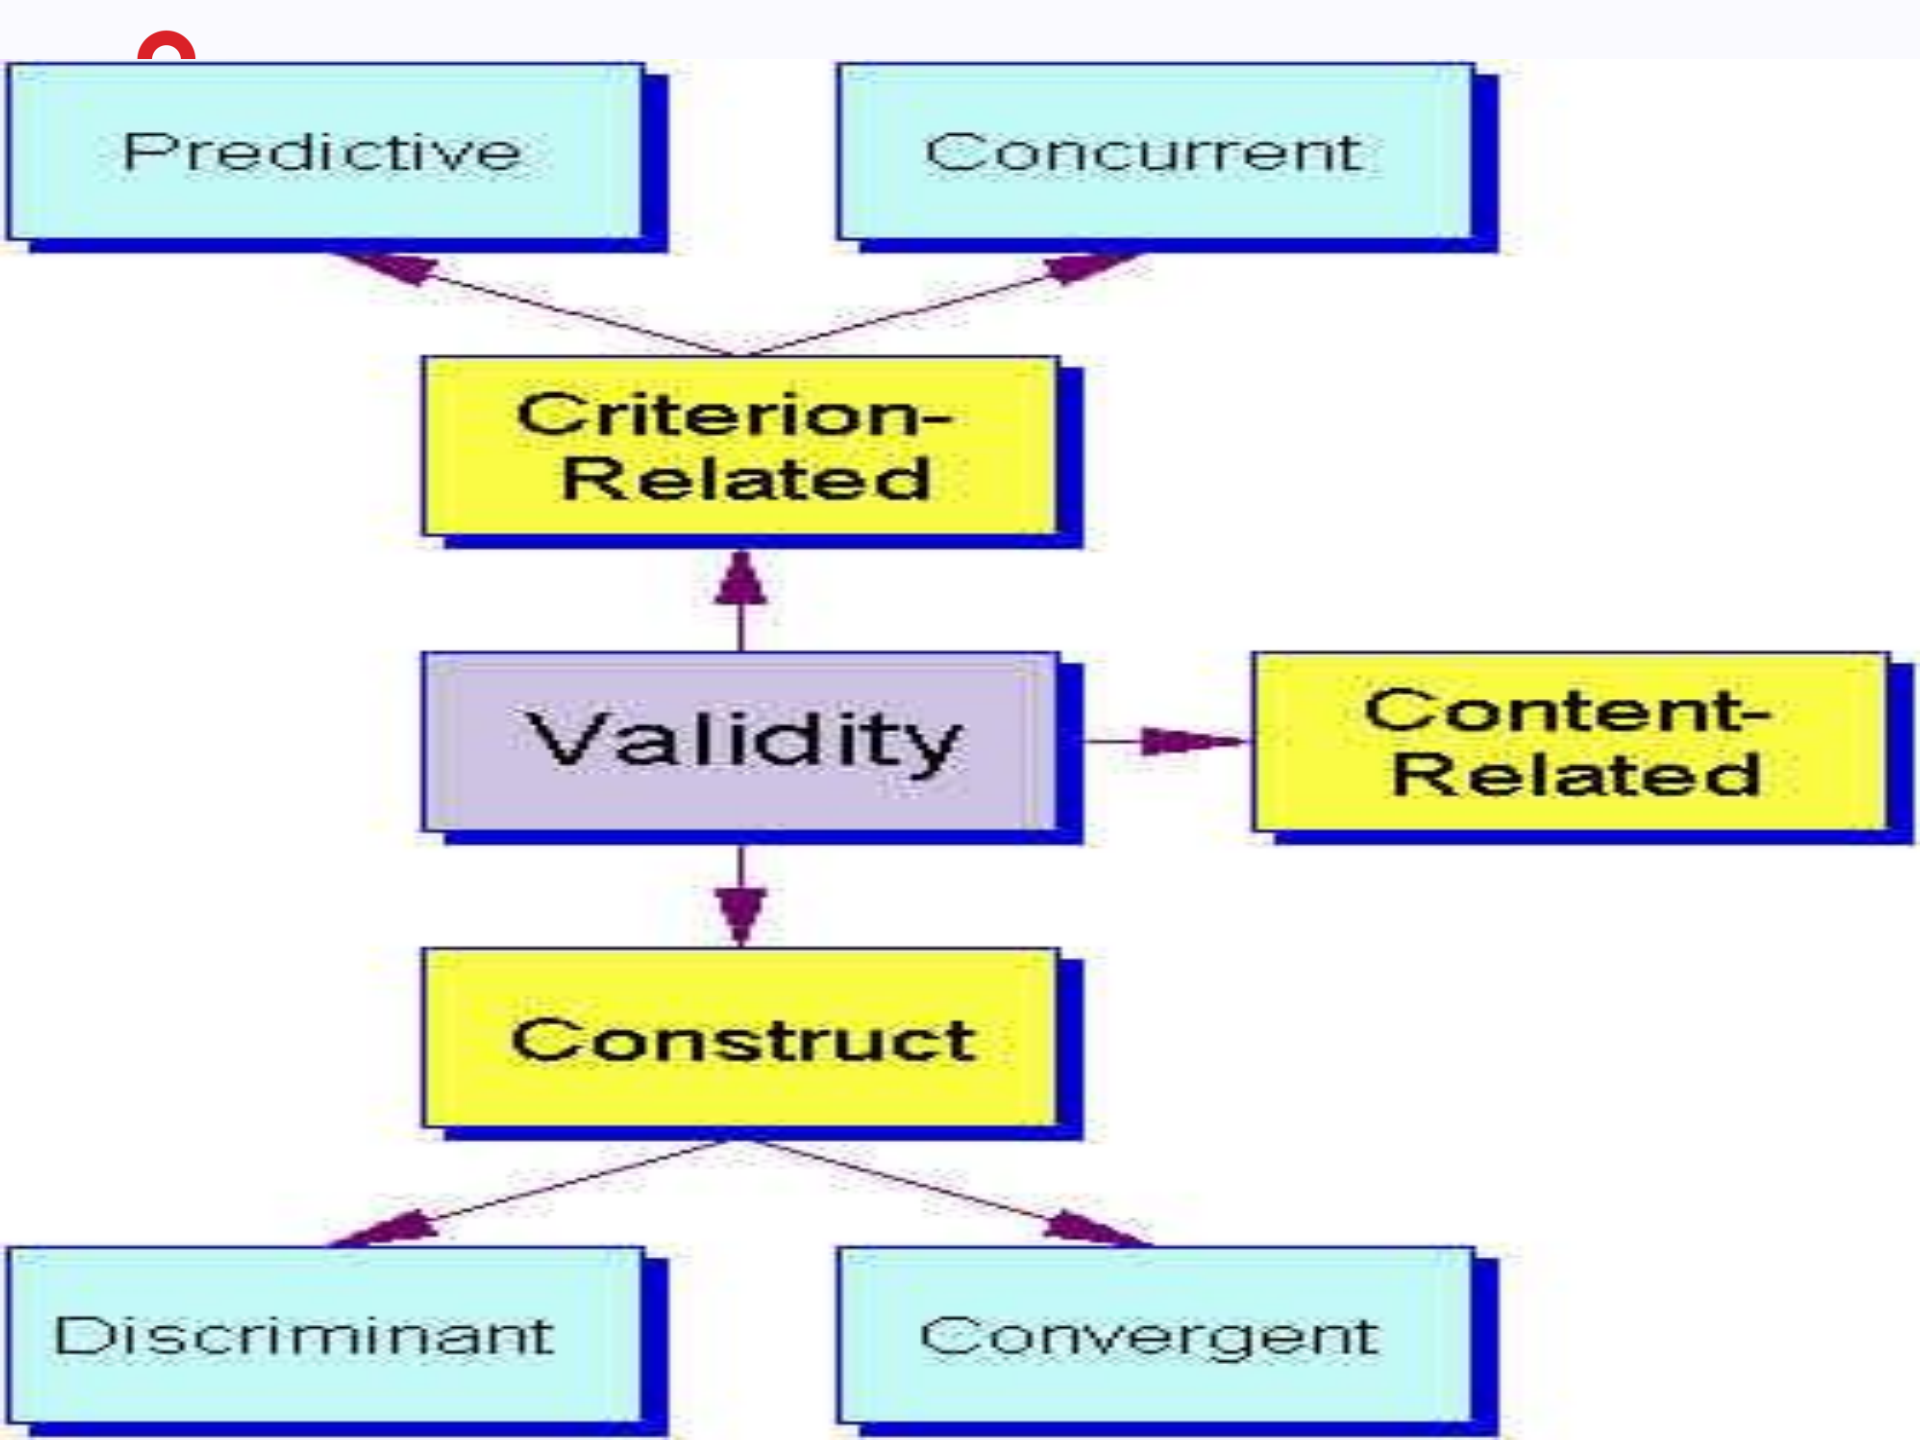 Predictive
Concurrent
Criterion-
Related
Validity
Content-
Related
Construct
Discriminant
Convergent